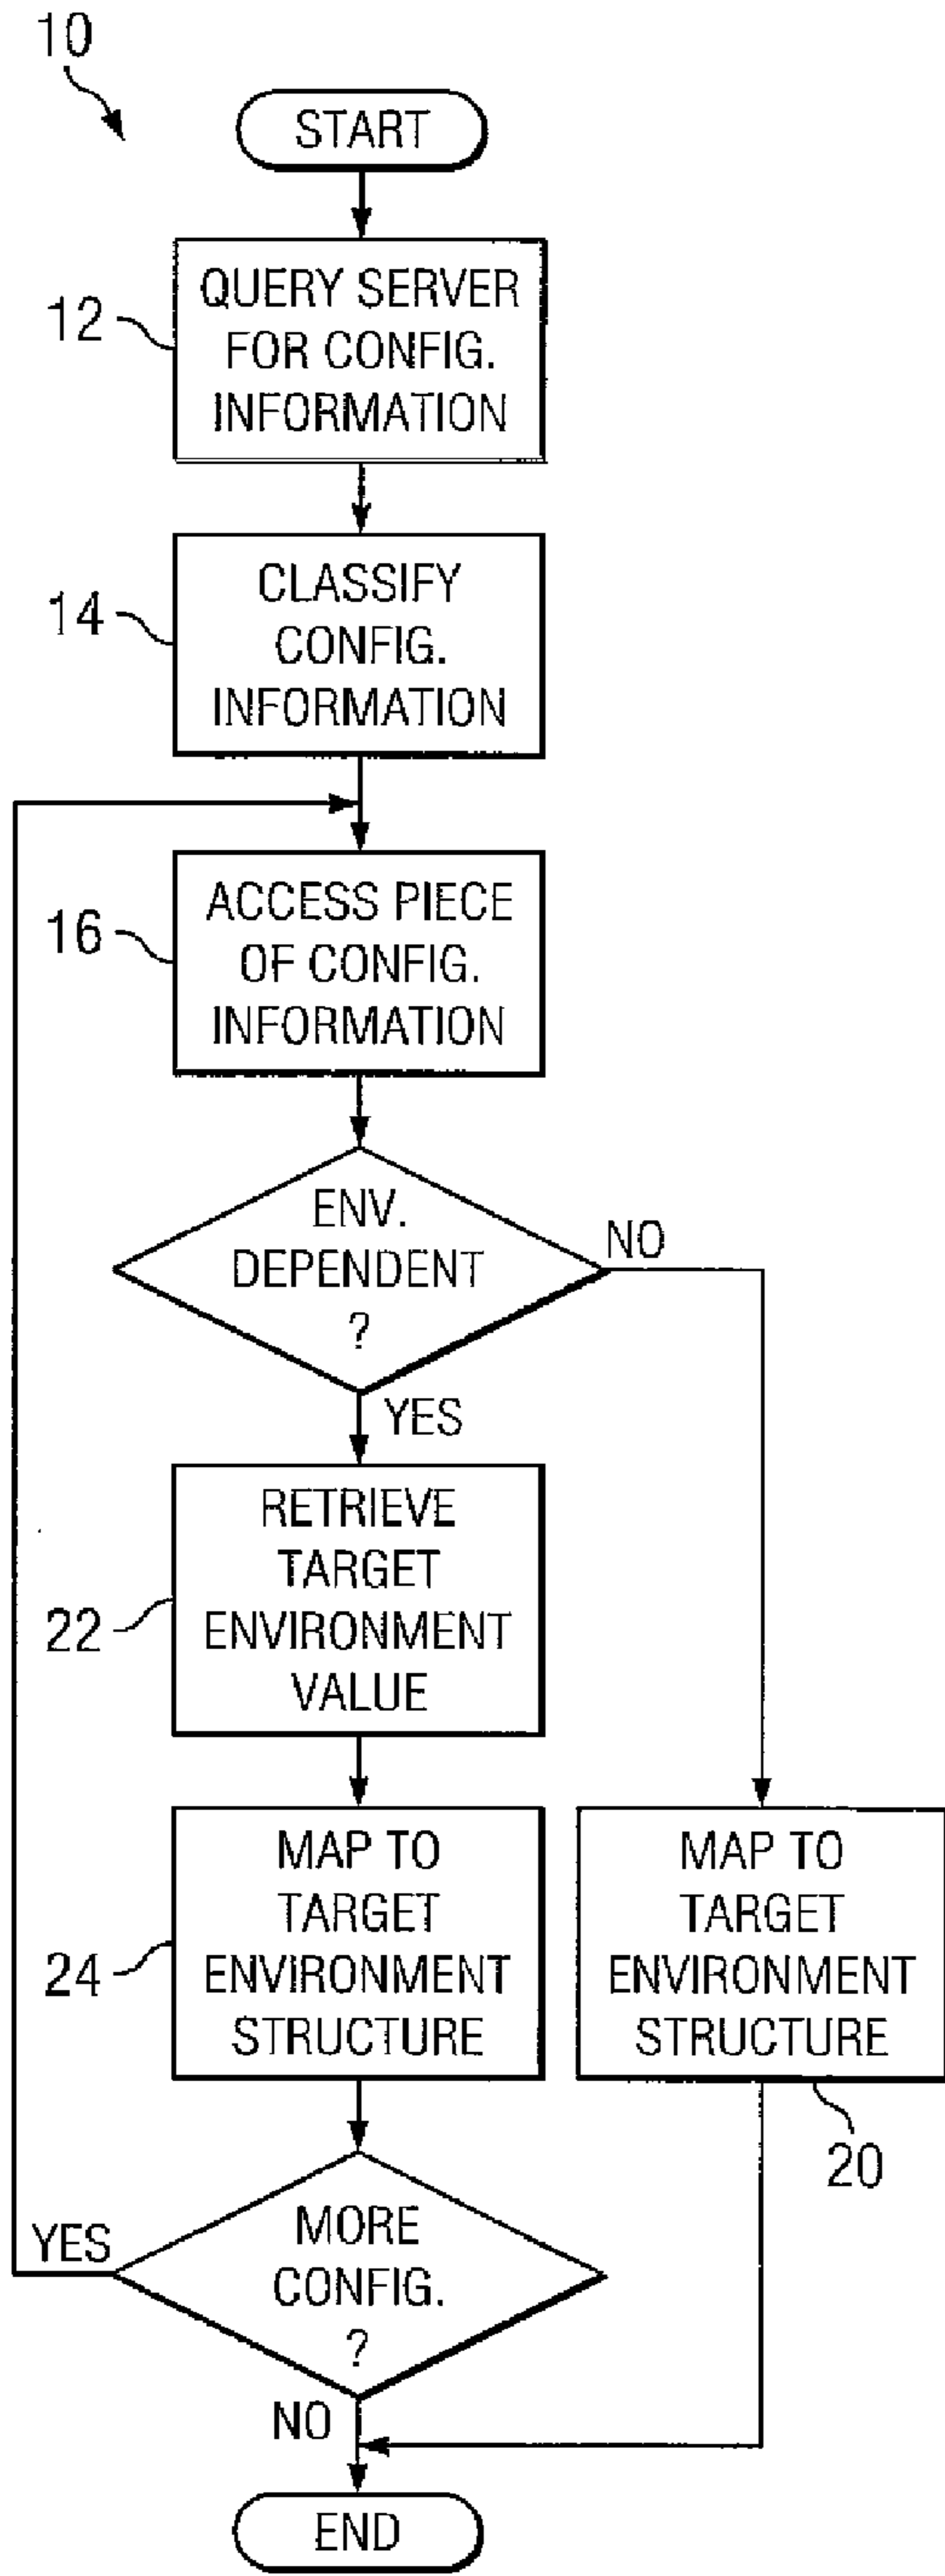 10
START
12
QUERY SERVER
FOR CONFIG.
INFORMATION
14
CLASSIFY
CONFIG.
INFORMATION
16
ACCESS PIECE
OF CONFIG.
INFORMATION
ENV.
DEPENDENT
?
NO
YES
22
RETRIEVE
TARGET
ENVIRONMENT
VALUE
24
MAP TO
TARGET
ENVIRONMENT
STRUCTURE
MAP TO
TARGET
ENVIRONMENT
STRUCTURE
20
YES
MORE
CONFIG.
?
NO
END